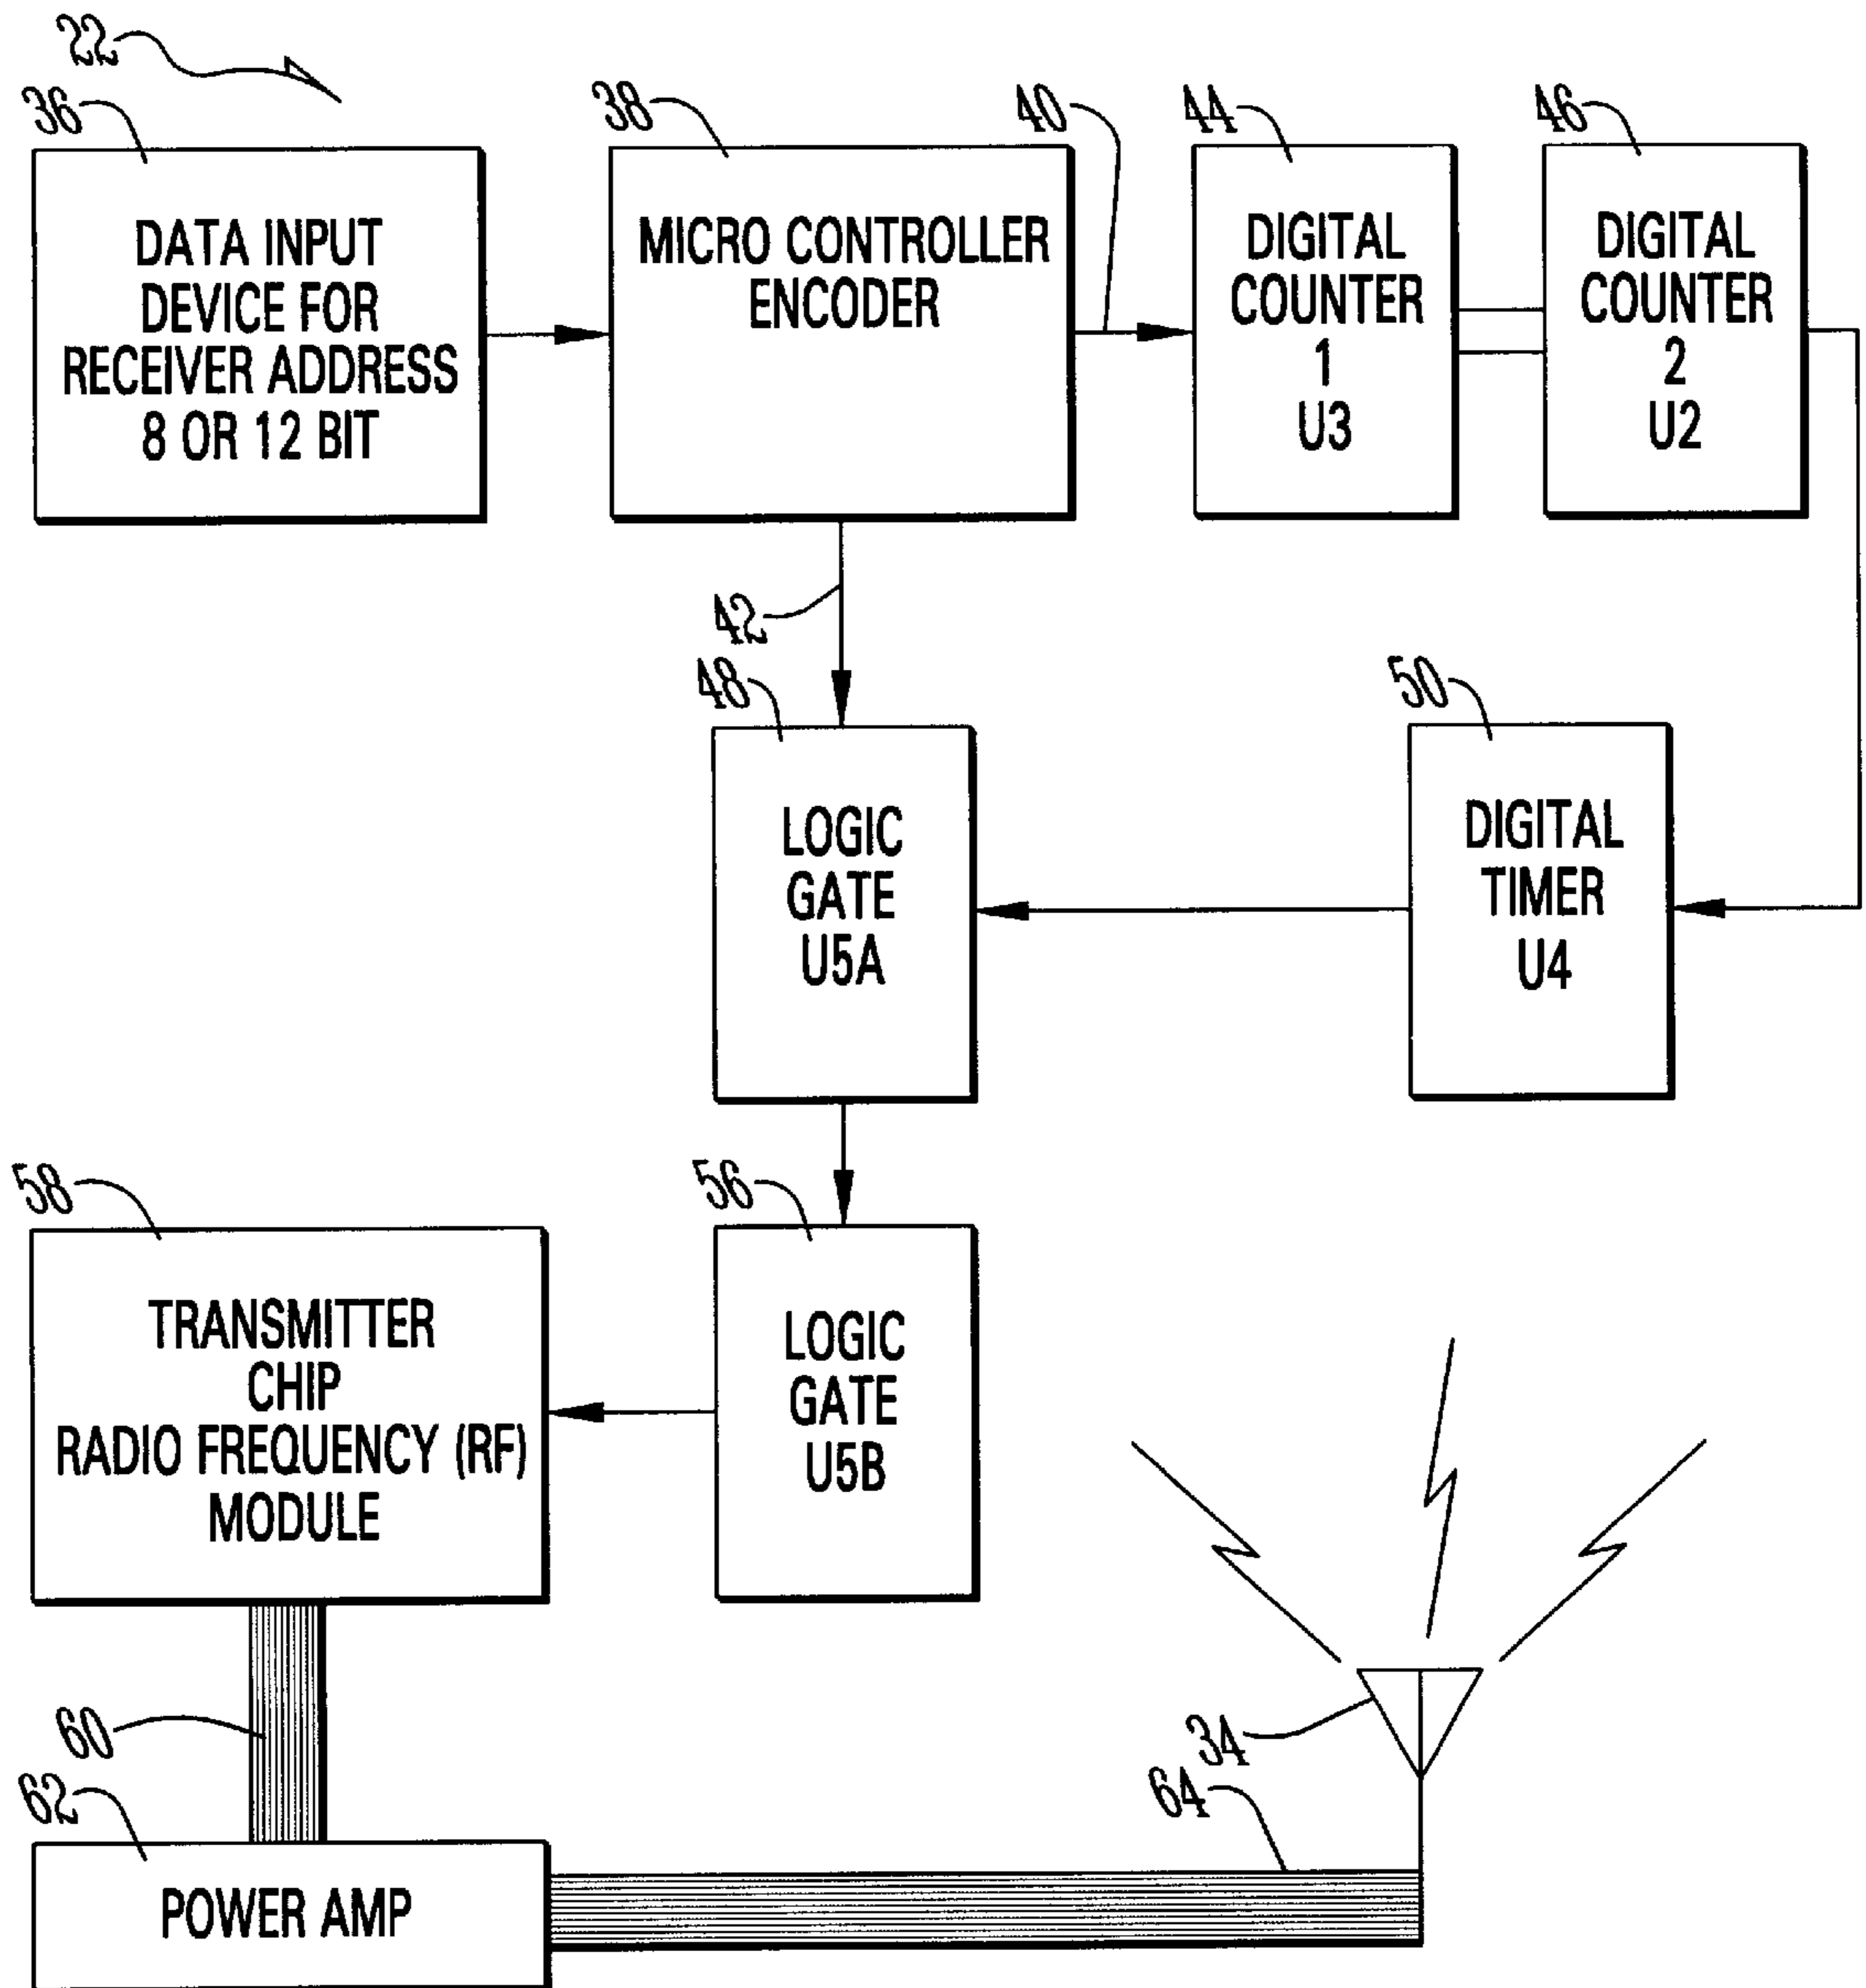 22
36
38
40
44
46
DATA INPUT
DEVICE FOR
RECEIVER ADDRESS
8 OR 12 BIT
MICRO CONTROLLER
ENCODER
DIGITAL
COUNTER
1
U3
DIGITAL
COUNTER
2
U2
42
48
50
LOGIC
GATE
U5A
DIGITAL
TIMER
U4
58
56
TRANSMITTER
CHIP
RADIO FREQUENCY (RF)
MODULE
LOGIC
GATE
U5B
60
34
62
64
POWER AMP